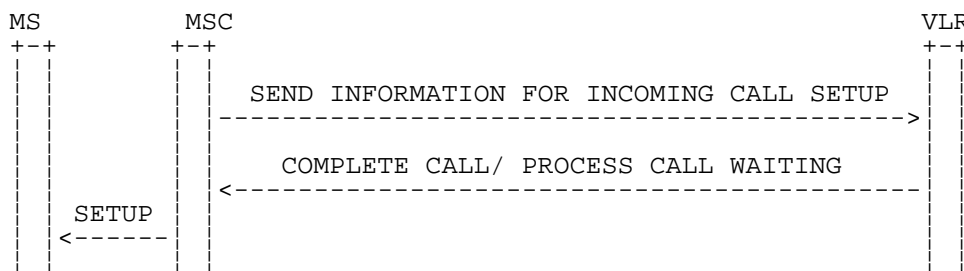 MS MSC VLR
SEND INFORMATION FOR INCOMING CALL SETUP
COMPLETE CALL/ PROCESS CALL WAITING
SETUP